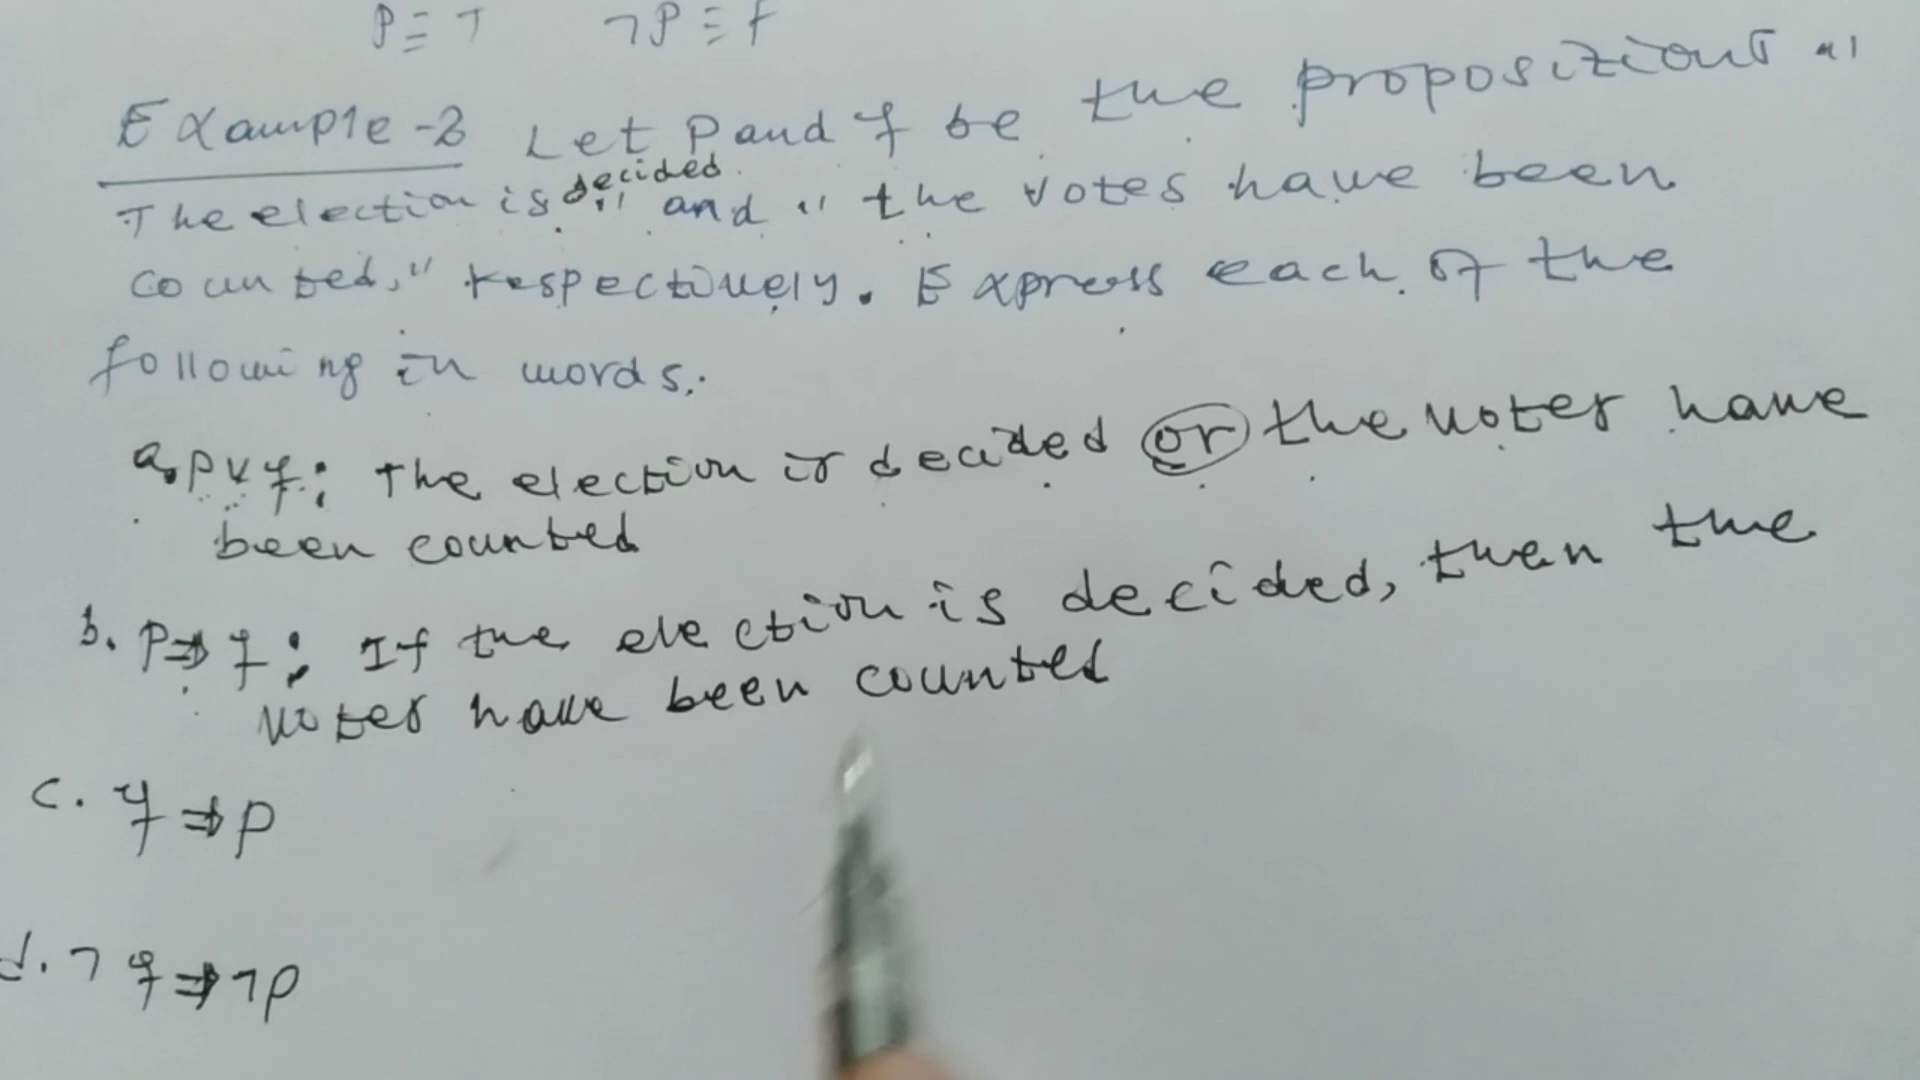 P ≡ T ¬P ≡ F
Example-2 Let P and q be the propositions "
The election is decided" and "the votes have been
counted," respectively. Express each of the
following in words.
a. p ∨ q: The election is decided or the votes have
been counted
b. p ⇒ q: If the election is decided, then the
votes have been counted
c. q ⇒ p
d. ¬q ⇒ ¬p